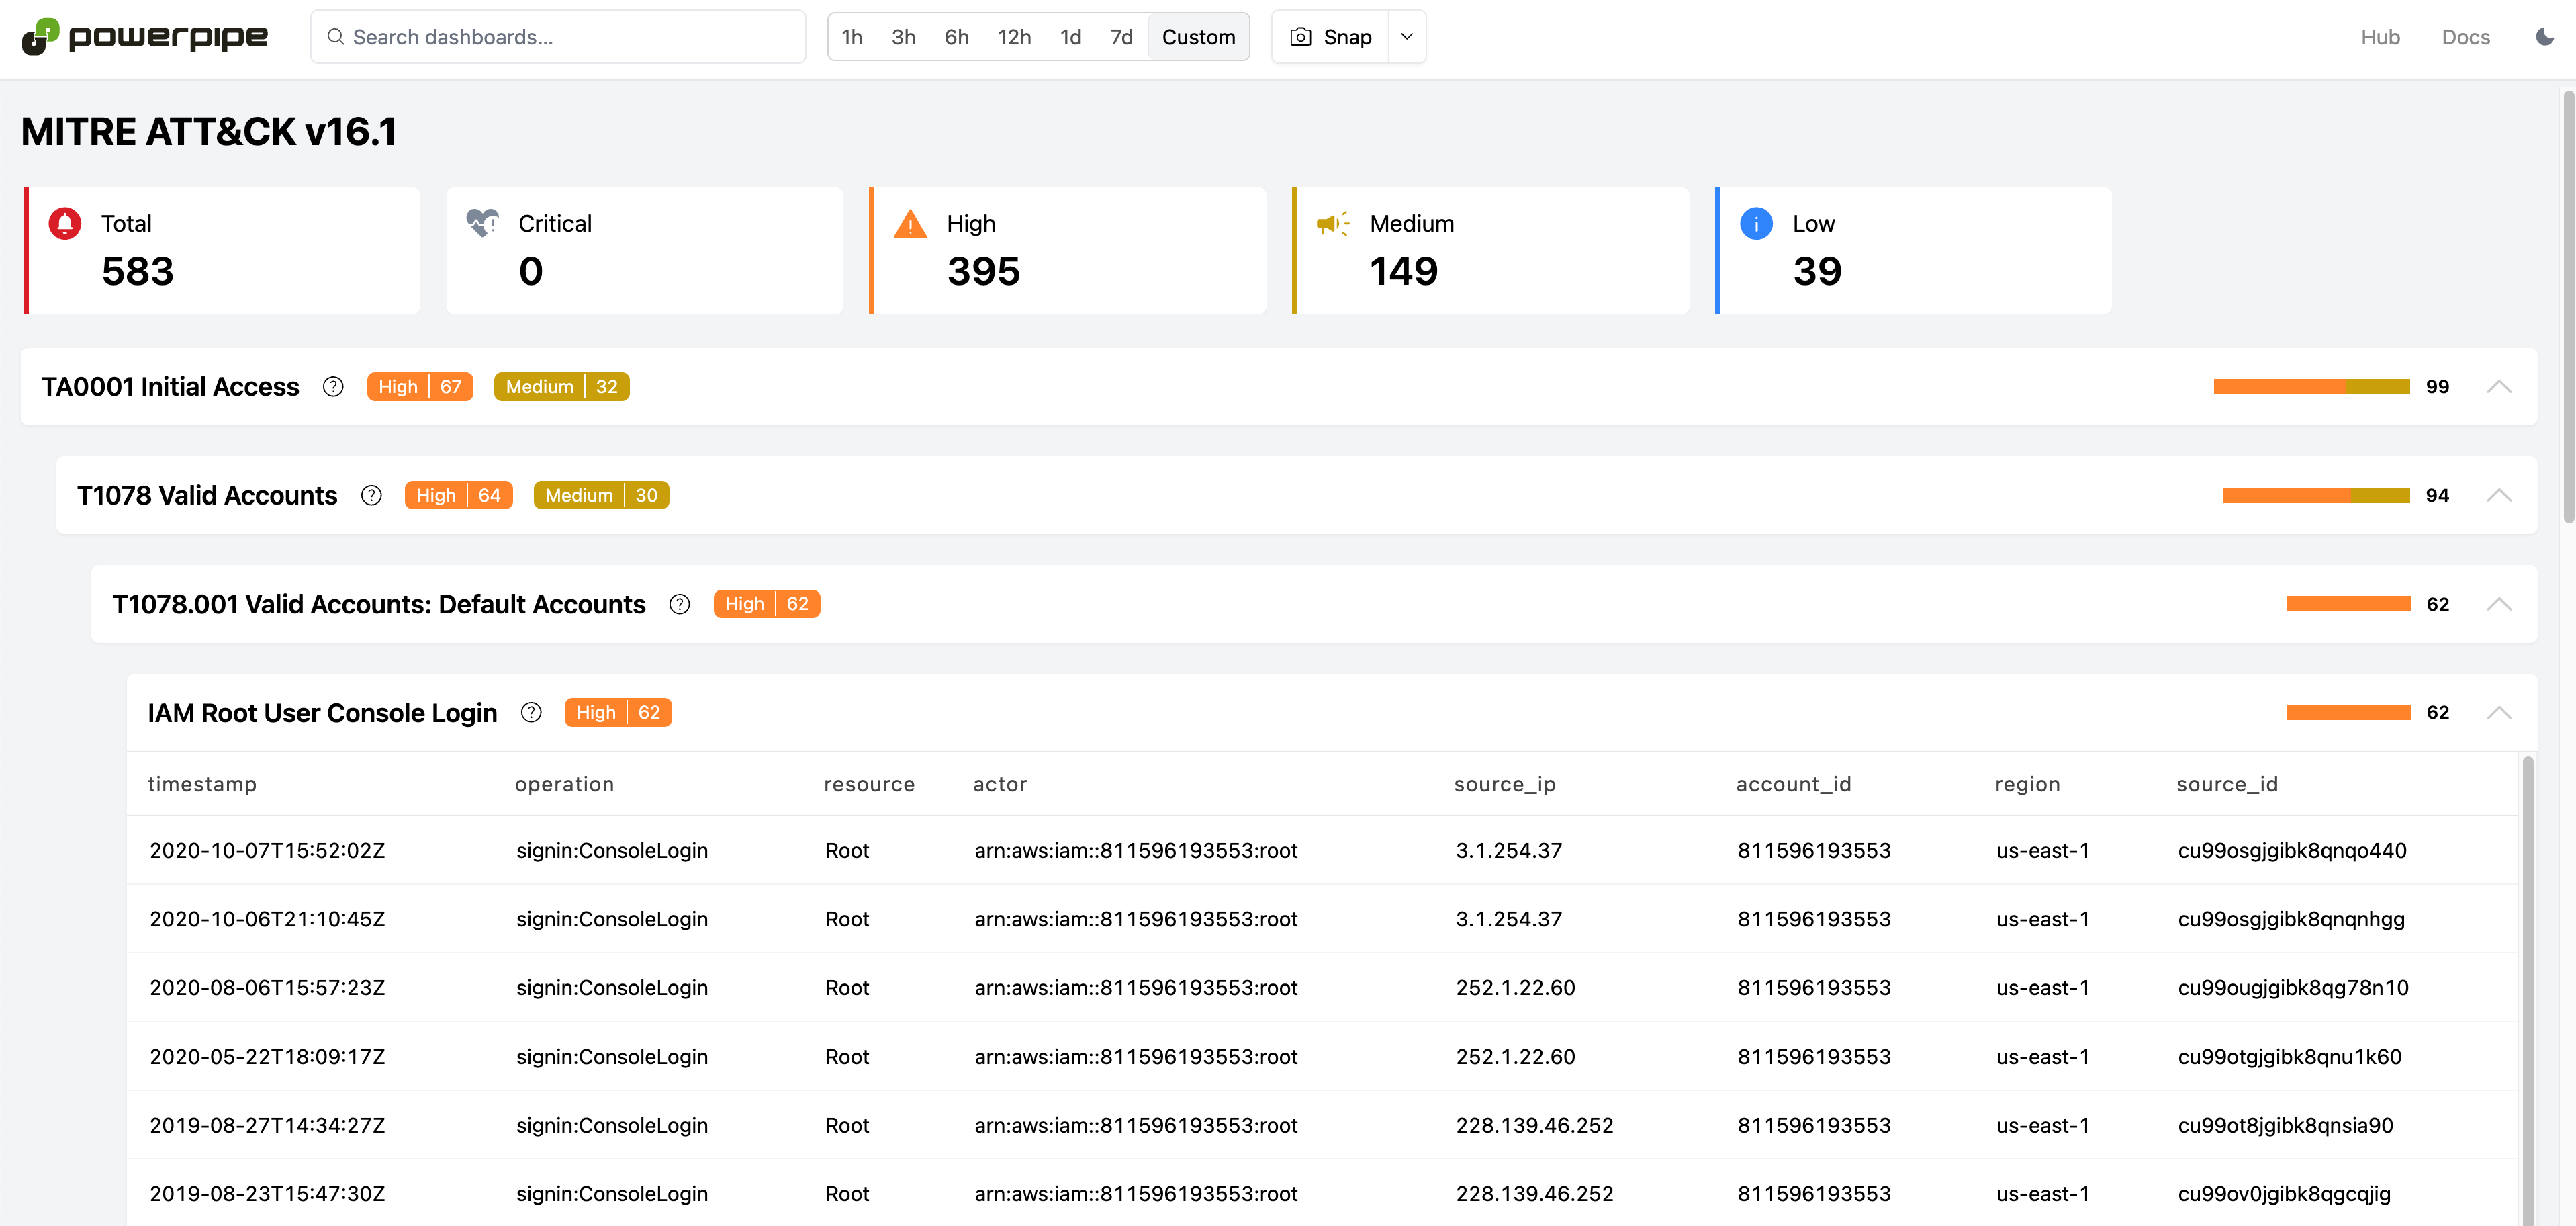 powerpipe Search dashboards... 1h 3h 6h 12h 1d 7d Custom Snap Hub Docs
MITRE ATT&CK v16.1
Total Critical High Medium Low
583 0 395 149 39
TA0001 Initial Access High 67 Medium 32 99
T1078 Valid Accounts High 64 Medium 30 94
T1078.001 Valid Accounts: Default Accounts High 62 62
IAM Root User Console Login High 62 62
timestamp operation resource actor source_ip account_id region source_id
2020-10-07T15:52:02Z signin:ConsoleLogin Root arn:aws:iam::811596193553:root 3.1.254.37 811596193553 us-east-1 cu99osgjgibk8qnqo440
2020-10-06T21:10:45Z signin:ConsoleLogin Root arn:aws:iam::811596193553:root 3.1.254.37 811596193553 us-east-1 cu99osgjgibk8qnqnhgg
2020-08-06T15:57:23Z signin:ConsoleLogin Root arn:aws:iam::811596193553:root 252.1.22.60 811596193553 us-east-1 cu99ougjgibk8qg78n10
2020-05-22T18:09:17Z signin:ConsoleLogin Root arn:aws:iam::811596193553:root 252.1.22.60 811596193553 us-east-1 cu99otgjgibk8qnu1k60
2019-08-27T14:34:27Z signin:ConsoleLogin Root arn:aws:iam::811596193553:root 228.139.46.252 811596193553 us-east-1 cu99ot8jgibk8qnsia90
2019-08-23T15:47:30Z signin:ConsoleLogin Root arn:aws:iam::811596193553:root 228.139.46.252 811596193553 us-east-1 cu99ov0jgibk8qgcqjig